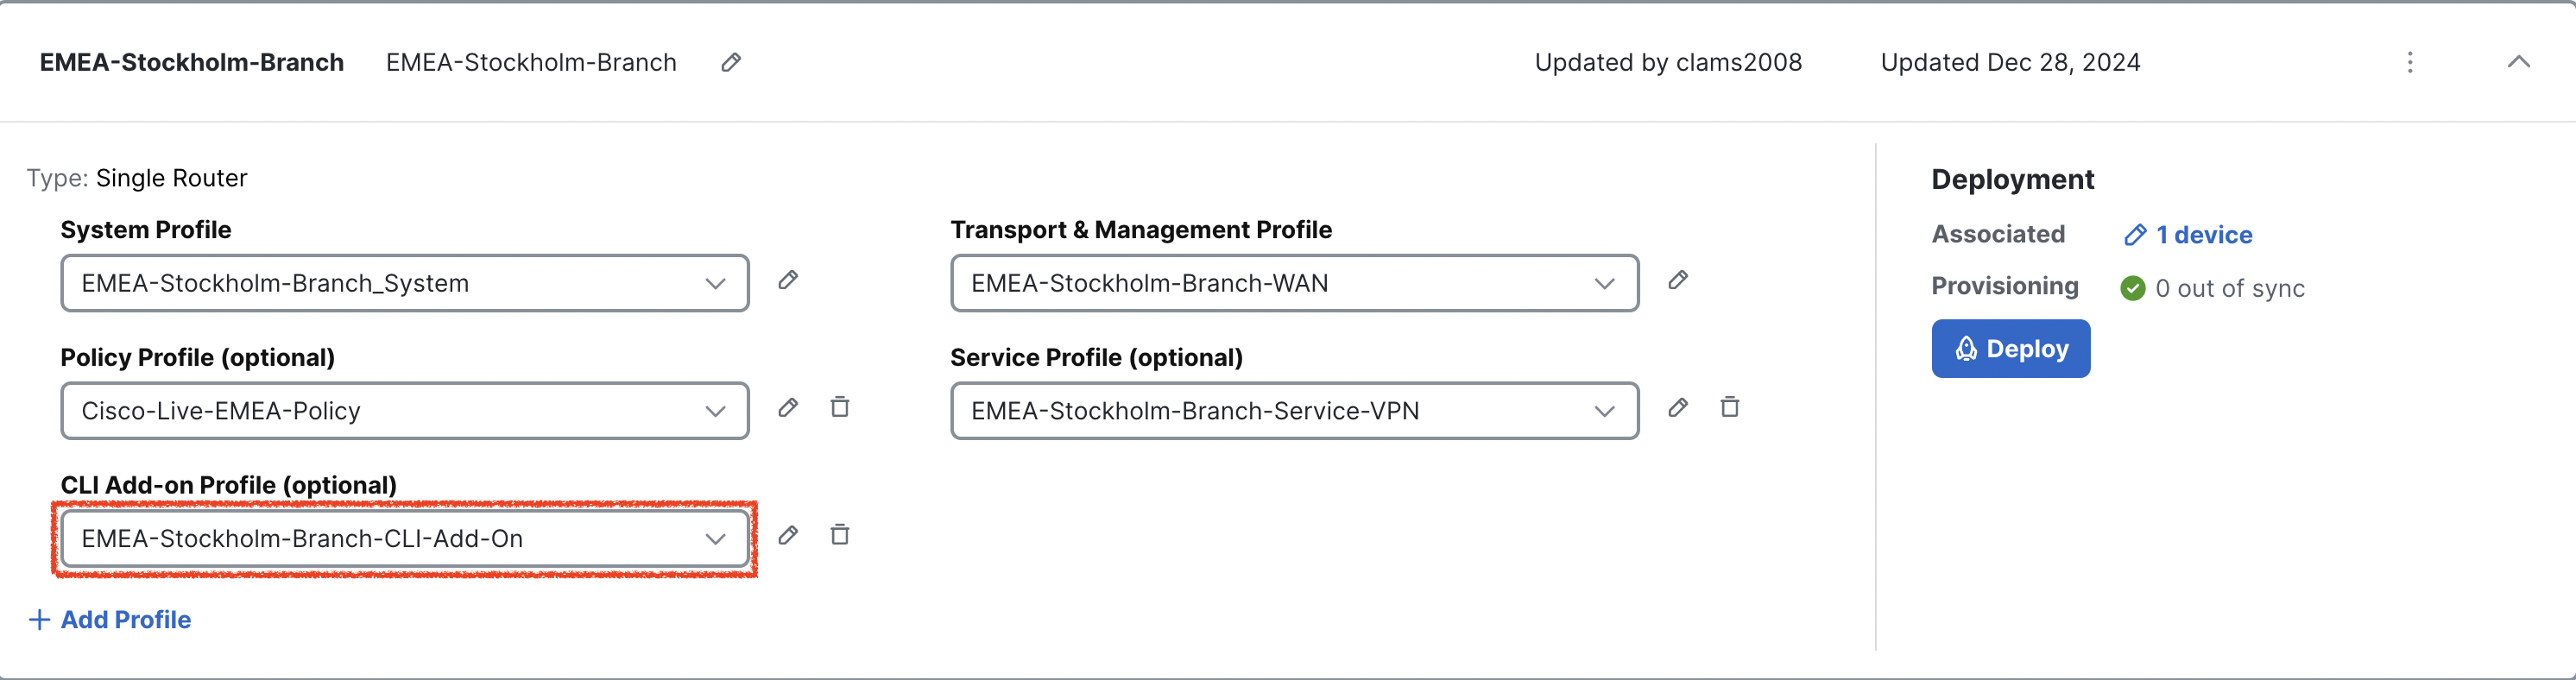 EMEA-Stockholm-Branch EMEA-Stockholm-Branch Updated by clams2008 Updated Dec 28, 2024
Type: Single Router
System Profile
EMEA-Stockholm-Branch_System
Transport & Management Profile
EMEA-Stockholm-Branch-WAN
Policy Profile (optional)
Cisco-Live-EMEA-Policy
Service Profile (optional)
EMEA-Stockholm-Branch-Service-VPN
CLI Add-on Profile (optional)
EMEA-Stockholm-Branch-CLI-Add-On
Add Profile
Deployment
Associated 1 device
Provisioning 0 out of sync
Deploy